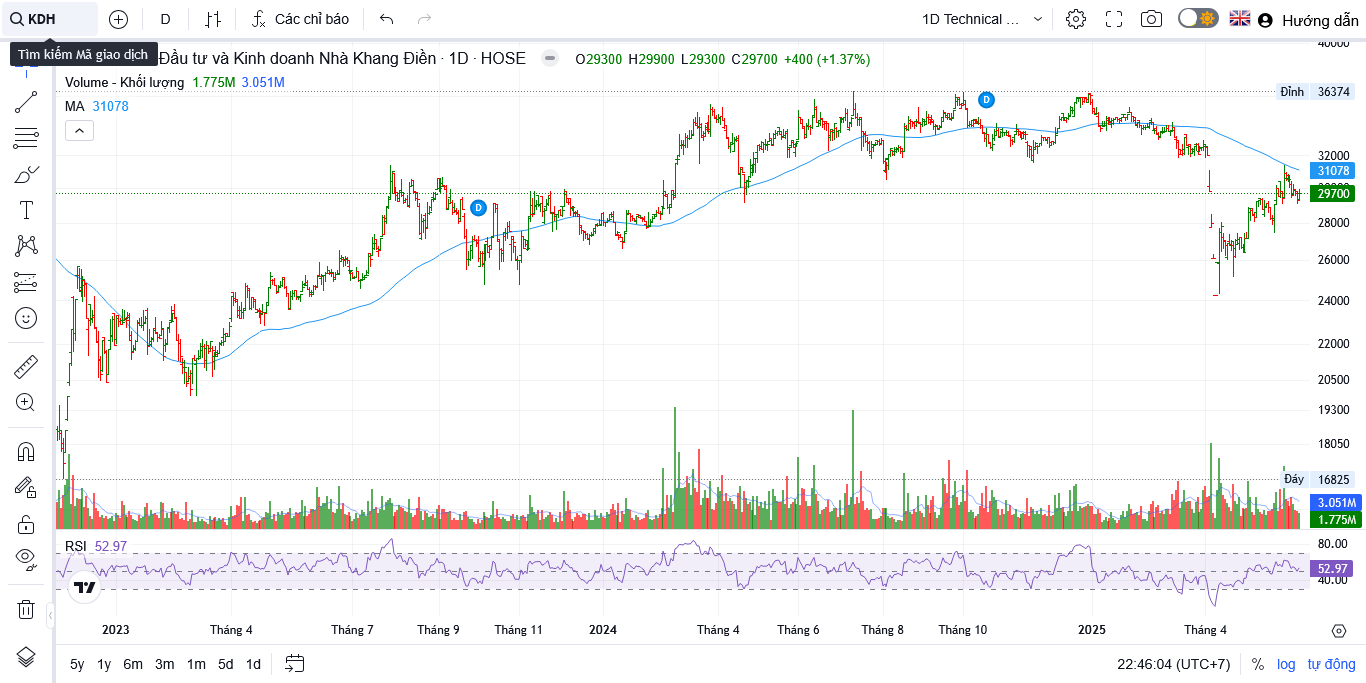 KDH
D
Các chỉ báo
1D Technical ...
Hướng dẫn
Tìm kiếm Mã giao dịch
Đầu tư và Kinh doanh Nhà Khang Điền · 1D · HOSE
O29300 H29900 L29300 C29700 +400 (+1.37%)
Volume - Khối lượng 1.775M 3.051M
MA 31078
D
D
40000
Đỉnh 36374
32000
31078
29700
28000
26000
24000
22000
20500
19300
18050
Đáy 16825
3.051M
1.775M
RSI 52.97
80.00
52.97
40.00
2023 Tháng 4 Tháng 7 Tháng 9 Tháng 11 2024 Tháng 4 Tháng 6 Tháng 8 Tháng 10 2025 Tháng 4
5y 1y 6m 3m 1m 5d 1d
22:46:04 (UTC+7) % log tự động